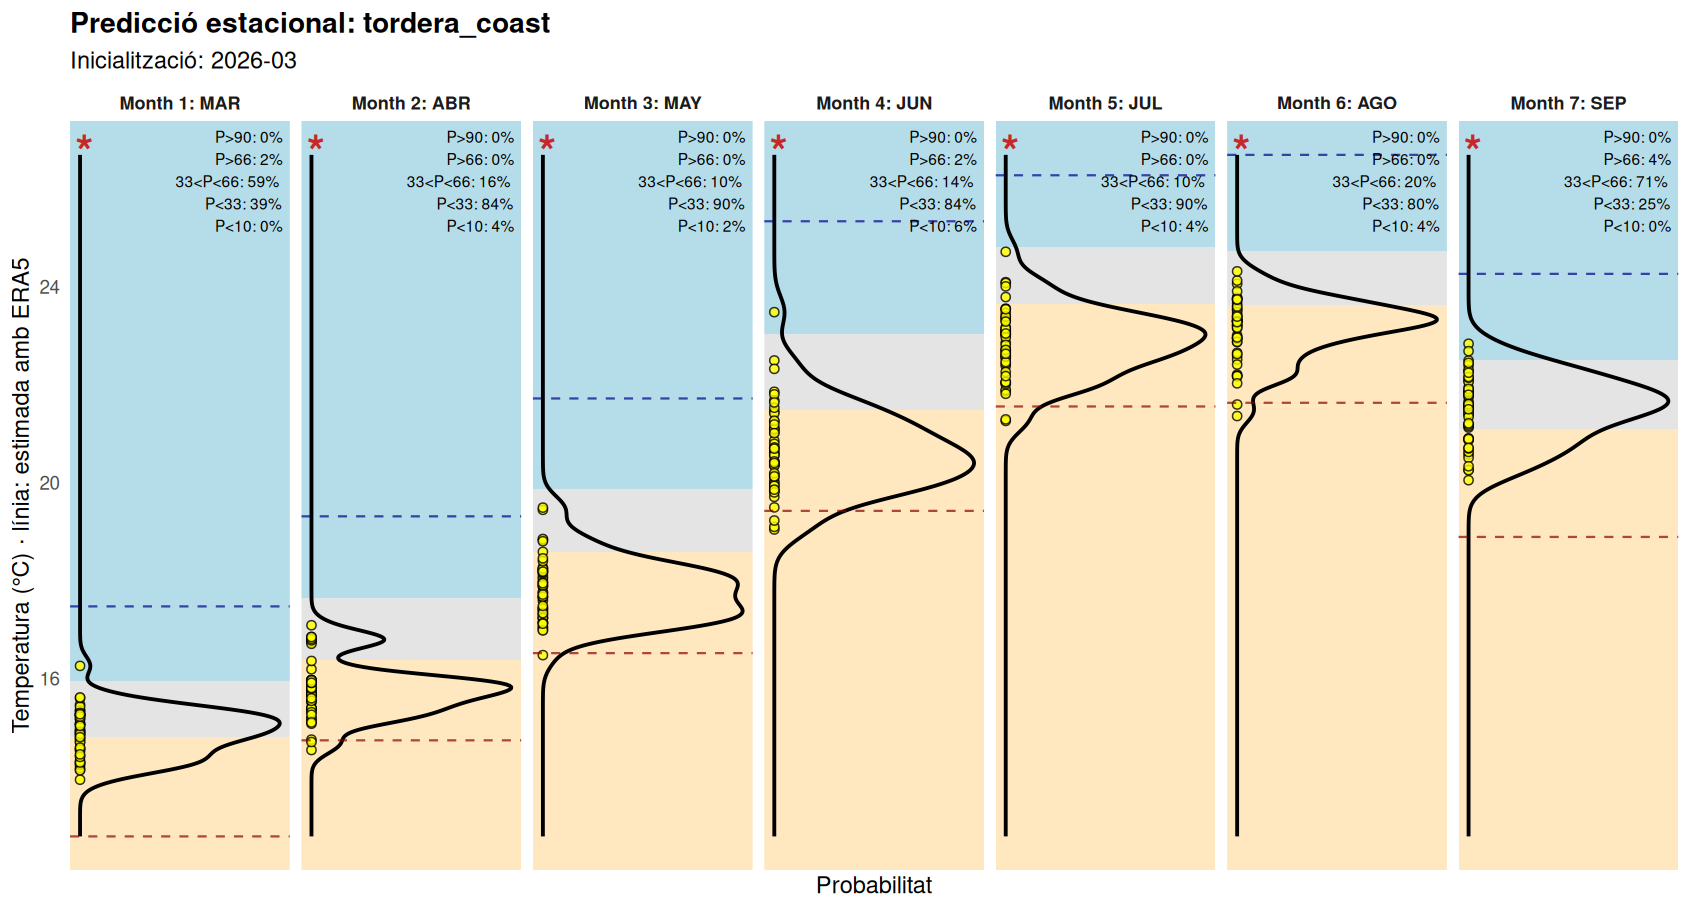 Predicció estacional: tordera_coast
Inicialització: 2026-03
Month 1: MAR
Month 2: ABR
Month 3: MAY
Month 4: JUN
Month 5: JUL
Month 6: AGO
Month 7: SEP
*
P>90: 0%
P>66: 2%
33<P<66: 59%
P<33: 39%
P<10: 0%
*
P>90: 0%
P>66: 0%
33<P<66: 16%
P<33: 84%
P<10: 4%
*
P>90: 0%
P>66: 0%
33<P<66: 10%
P<33: 90%
P<10: 2%
*
P>90: 0%
P>66: 2%
33<P<66: 14%
P<33: 84%
P<10: 6%
*
P>90: 0%
P>66: 0%
33<P<66: 10%
P<33: 90%
P<10: 4%
*
P>90: 0%
P>66: 0%
33<P<66: 20%
P<33: 80%
P<10: 4%
*
P>90: 0%
P>66: 4%
33<P<66: 71%
P<33: 25%
P<10: 0%
Temperatura (°C) · línia: estimada amb ERA5
24
20
16
Probabilitat